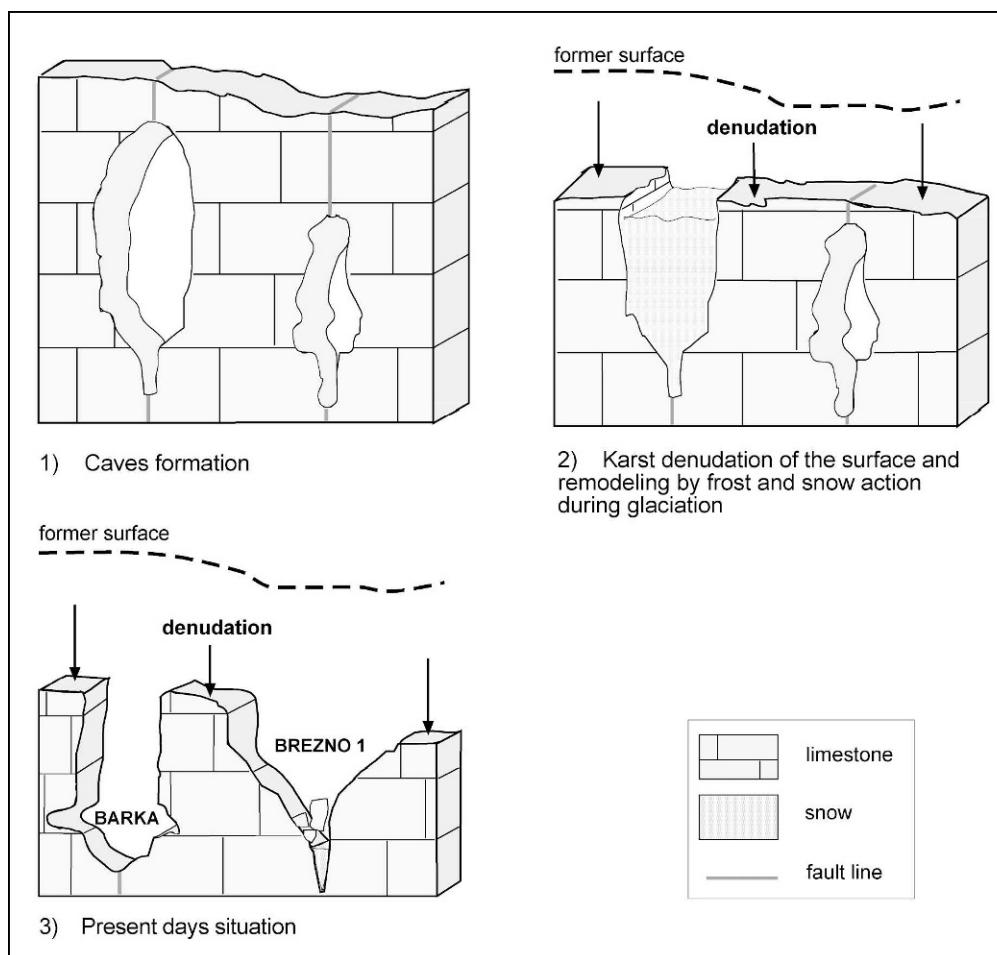 former surface
denudation
1) Caves formation
2) Karst denudation of the surface and
remodeling by frost and snow action
during glaciation
former surface
denudation
BREZNO 1
BARKA
limestone
snow
fault line
3) Present days situation